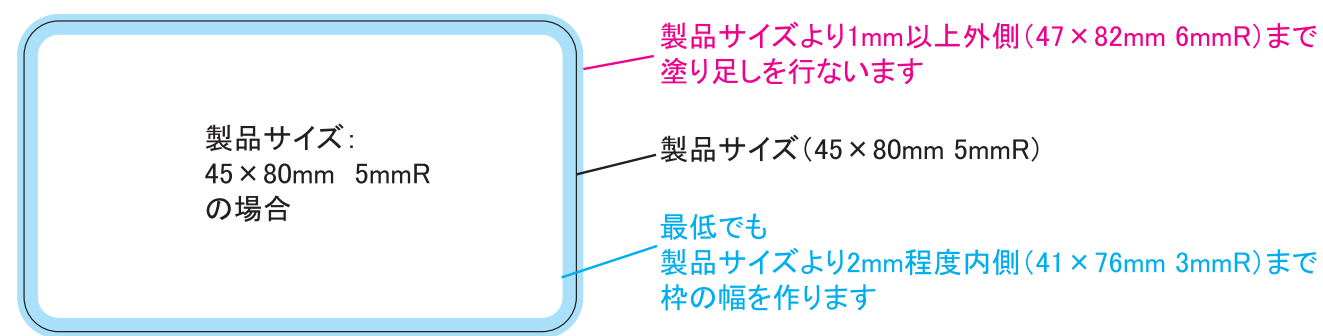 製品サイズ：
45×80mm　5mmR
の場合
製品サイズより1mm以上外側（47×82mm 6mmR）まで
塗り足しを行ないます
製品サイズ（45×80mm 5mmR）
最低でも
製品サイズより2mm程度内側（41×76mm 3mmR）まで
枠の幅を作ります